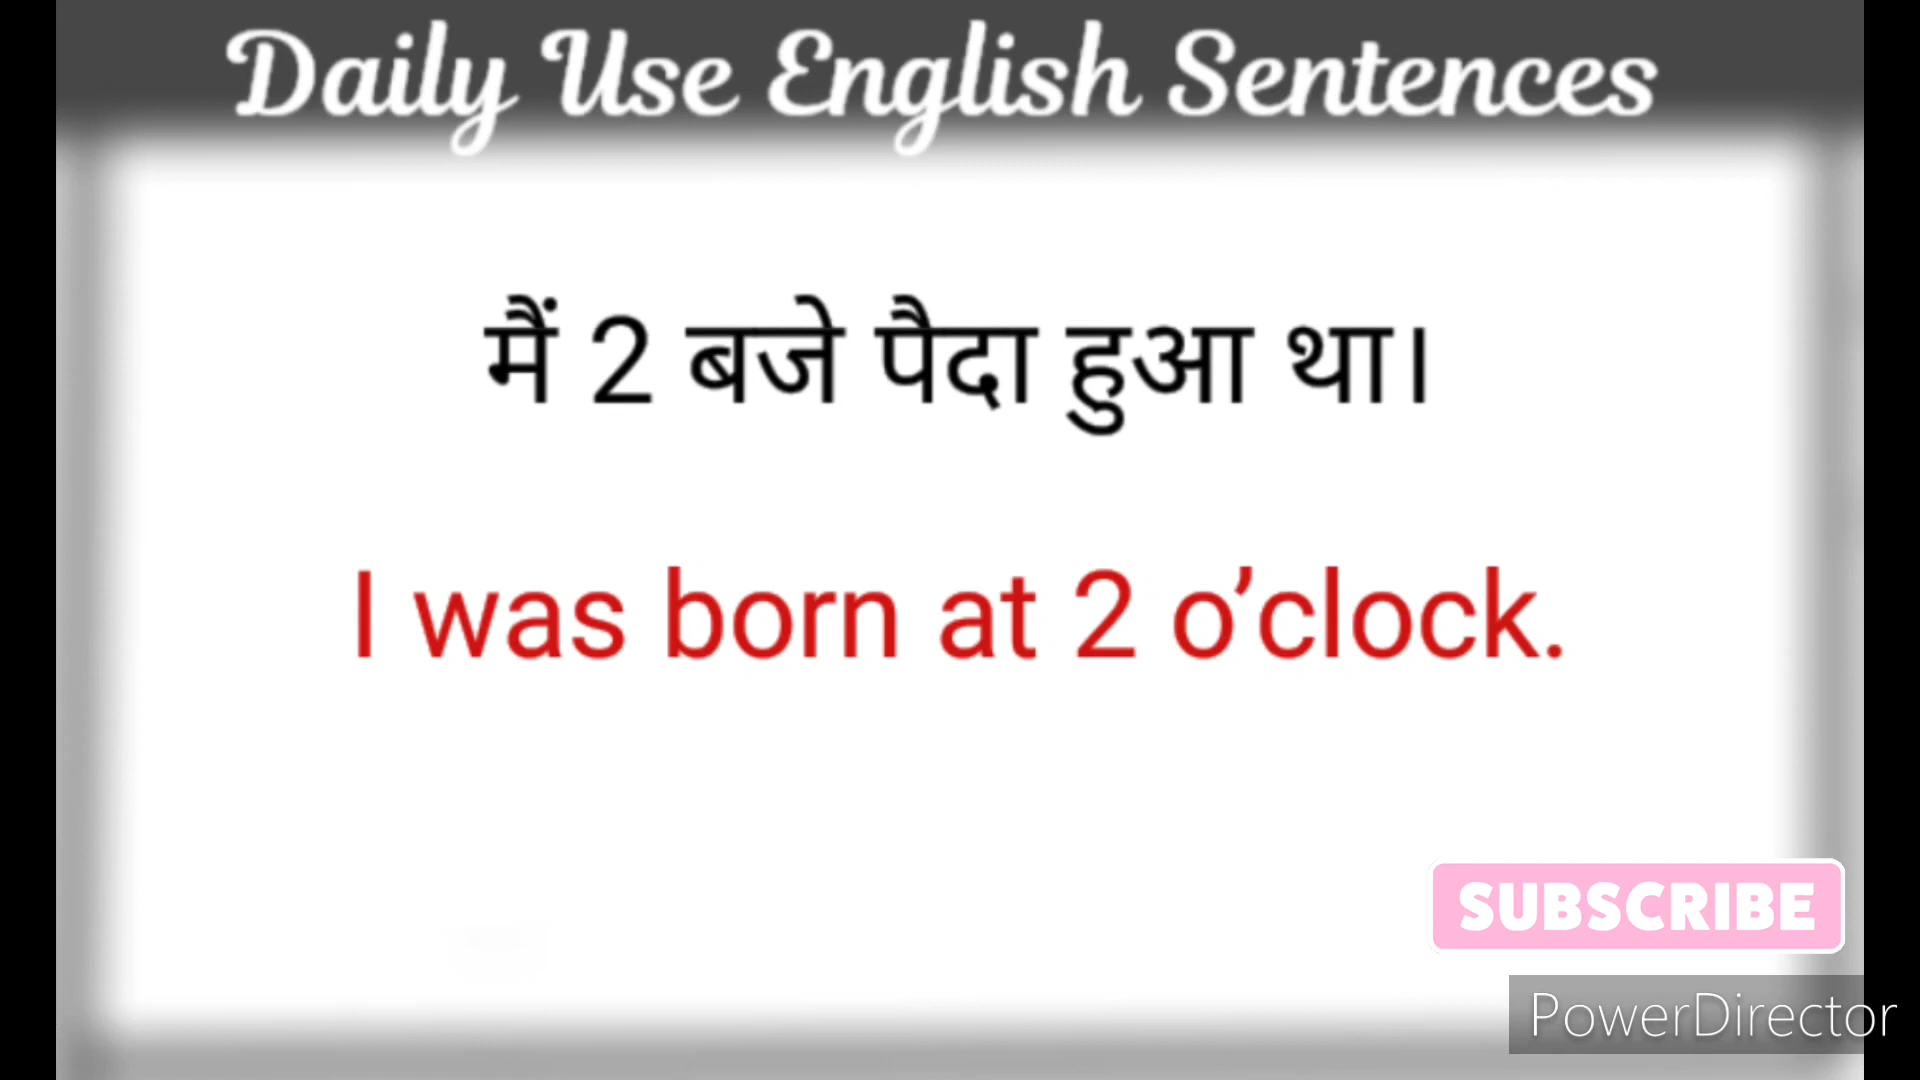 Daily Use English Sentences
मैं 2 बजे पैदा हुआ था।
I was born at 2 o’clock.
SUBSCRIBE
PowerDirector